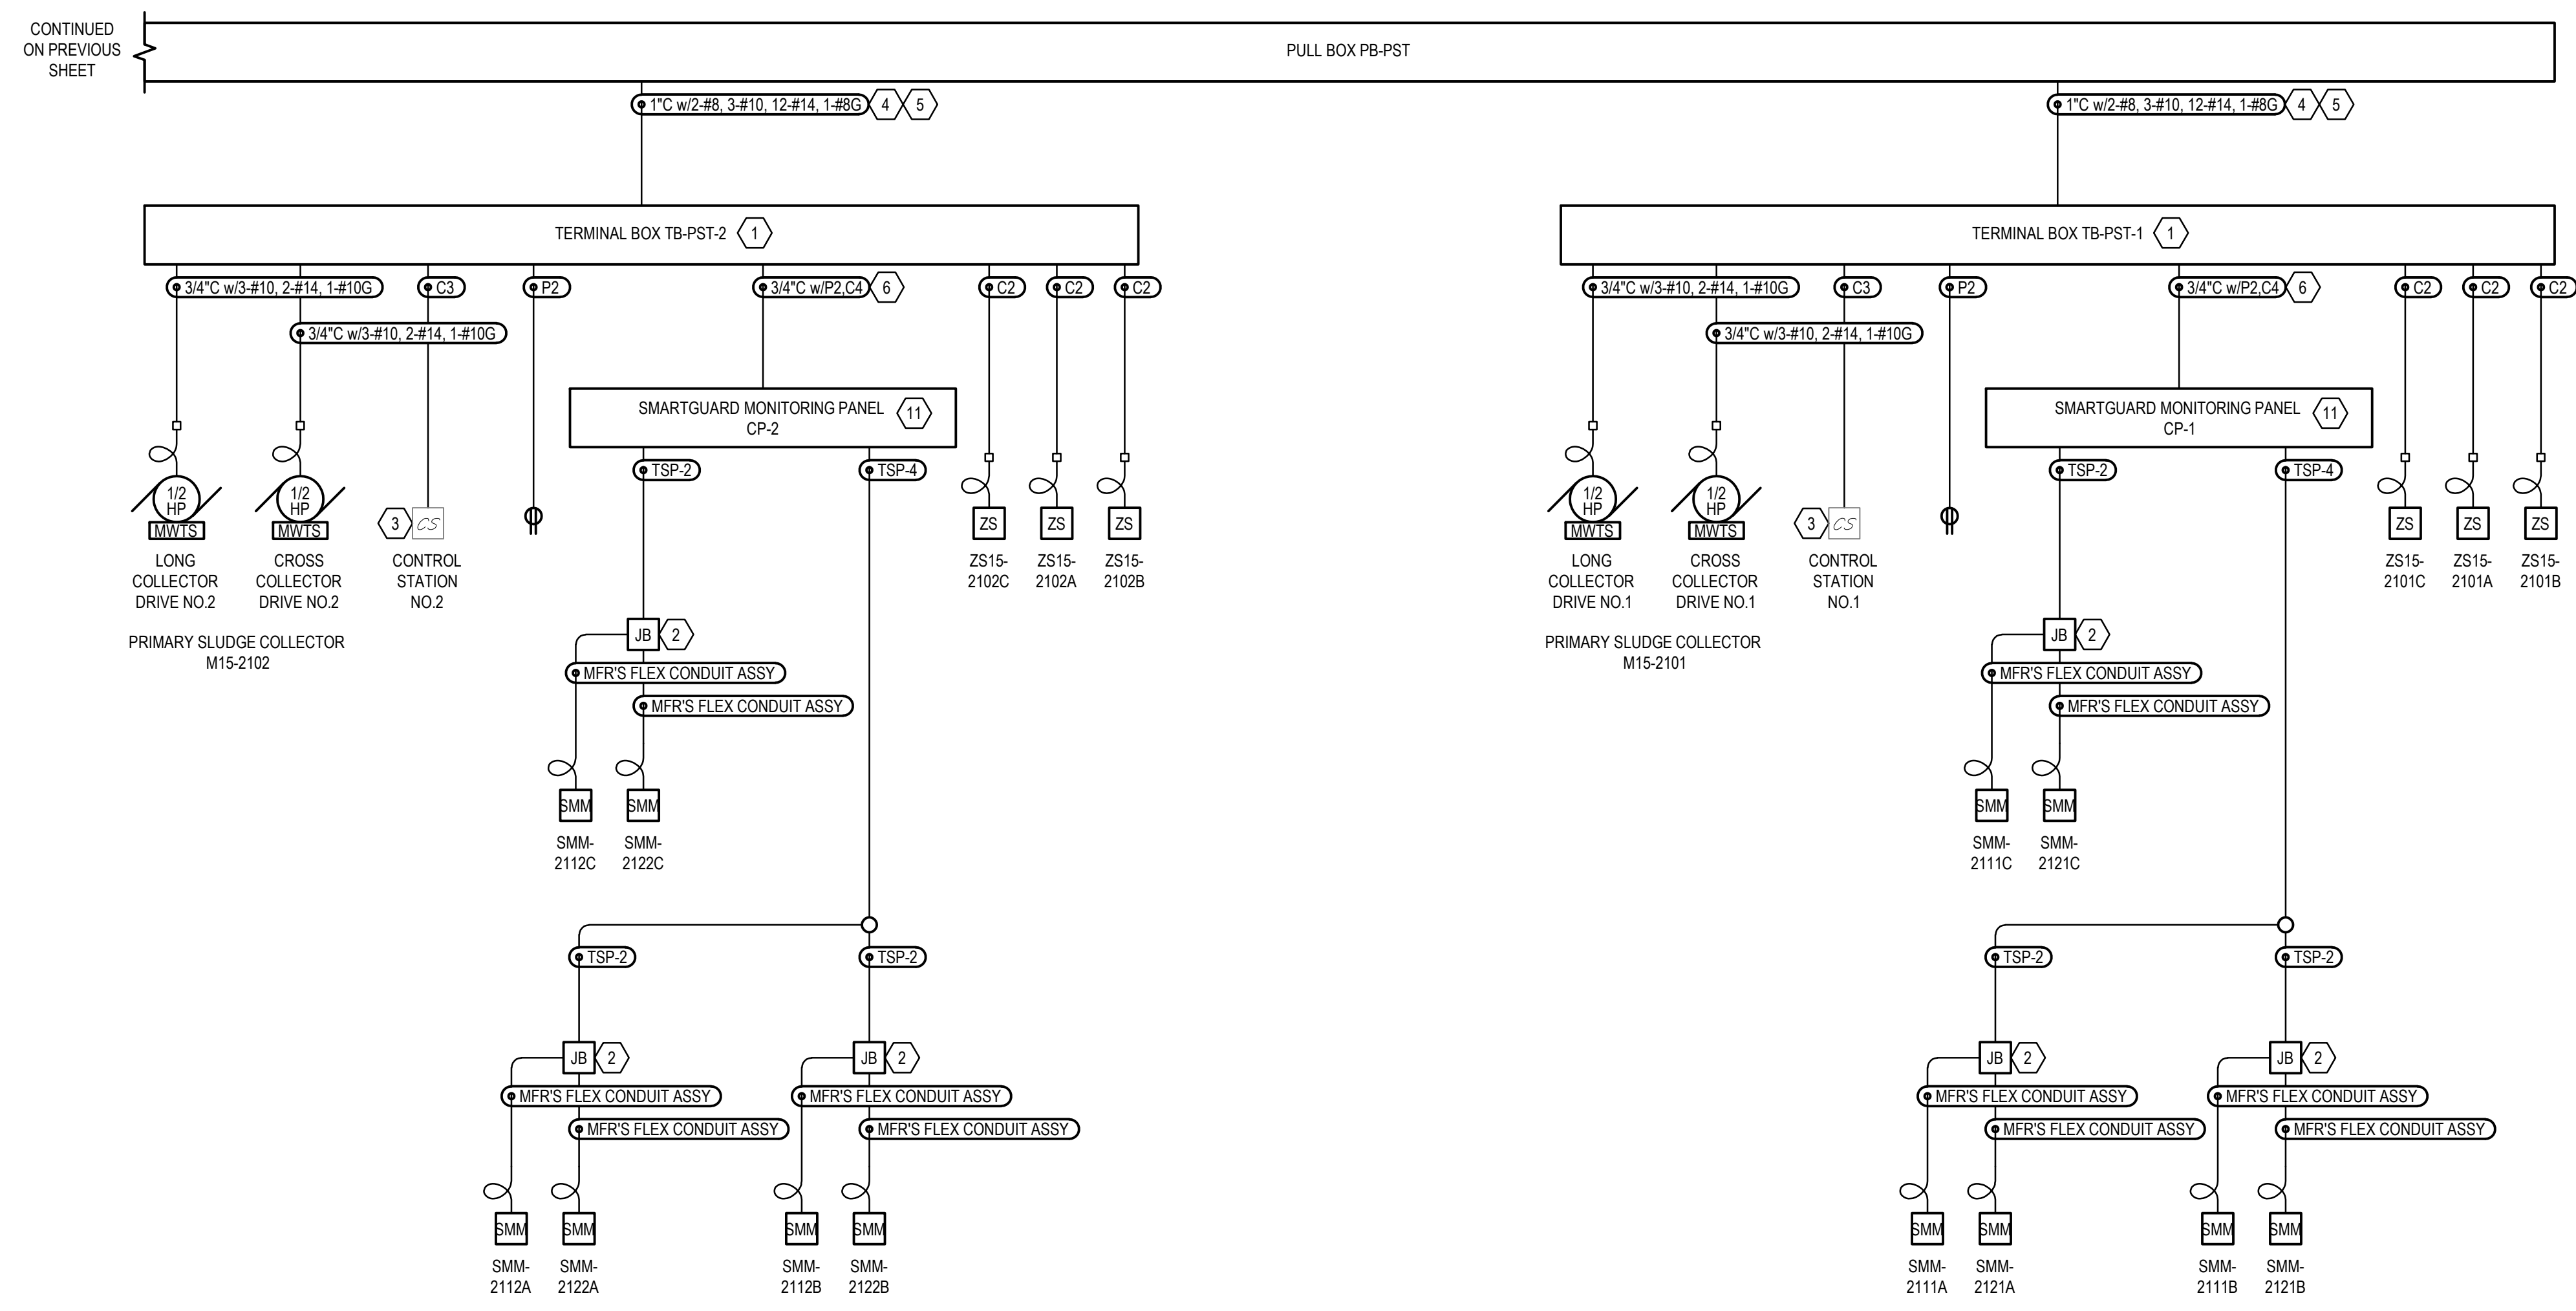 CONTINUED
ON PREVIOUS
SHEET
PULL BOX PB-PST
1"C w/2-#8, 3-#10, 12-#14, 1-#8G 4 5
1"C w/2-#8, 3-#10, 12-#14, 1-#8G 4 5
TERMINAL BOX TB-PST-2 1
3/4"C w/3-#10, 2-#14, 1-#10G
C3
P2
3/4"C w/P2,C4 6
C2
C2
C2
3/4"C w/3-#10, 2-#14, 1-#10G
SMARTGUARD MONITORING PANEL 11
CP-2
TSP-2
TSP-4
1/2
HP
MWTS
1/2
HP
MWTS
3 CS
ZS
ZS
ZS
LONG
COLLECTOR
DRIVE NO.2
CROSS
COLLECTOR
DRIVE NO.2
CONTROL
STATION
NO.2
ZS15-
2102C
ZS15-
2102A
ZS15-
2102B
PRIMARY SLUDGE COLLECTOR
M15-2102
JB 2
MFR'S FLEX CONDUIT ASSY
MFR'S FLEX CONDUIT ASSY
SMM
SMM
SMM-
2112C
SMM-
2122C
TSP-2
TSP-2
JB 2
JB 2
MFR'S FLEX CONDUIT ASSY
MFR'S FLEX CONDUIT ASSY
MFR'S FLEX CONDUIT ASSY
MFR'S FLEX CONDUIT ASSY
SMM
SMM
SMM
SMM
SMM-
2112A
SMM-
2122A
SMM-
2112B
SMM-
2122B
TERMINAL BOX TB-PST-1 1
3/4"C w/3-#10, 2-#14, 1-#10G
C3
P2
3/4"C w/P2,C4 6
C2
C2
C2
3/4"C w/3-#10, 2-#14, 1-#10G
SMARTGUARD MONITORING PANEL 11
CP-1
TSP-2
TSP-4
1/2
HP
MWTS
1/2
HP
MWTS
3 CS
ZS
ZS
ZS
LONG
COLLECTOR
DRIVE NO.1
CROSS
COLLECTOR
DRIVE NO.1
CONTROL
STATION
NO.1
ZS15-
2101C
ZS15-
2101A
ZS15-
2101B
PRIMARY SLUDGE COLLECTOR
M15-2101
JB 2
MFR'S FLEX CONDUIT ASSY
MFR'S FLEX CONDUIT ASSY
SMM
SMM
SMM-
2111C
SMM-
2121C
TSP-2
TSP-2
JB 2
JB 2
MFR'S FLEX CONDUIT ASSY
MFR'S FLEX CONDUIT ASSY
MFR'S FLEX CONDUIT ASSY
MFR'S FLEX CONDUIT ASSY
SMM
SMM
SMM
SMM
SMM-
2111A
SMM-
2121A
SMM-
2111B
SMM-
2121B